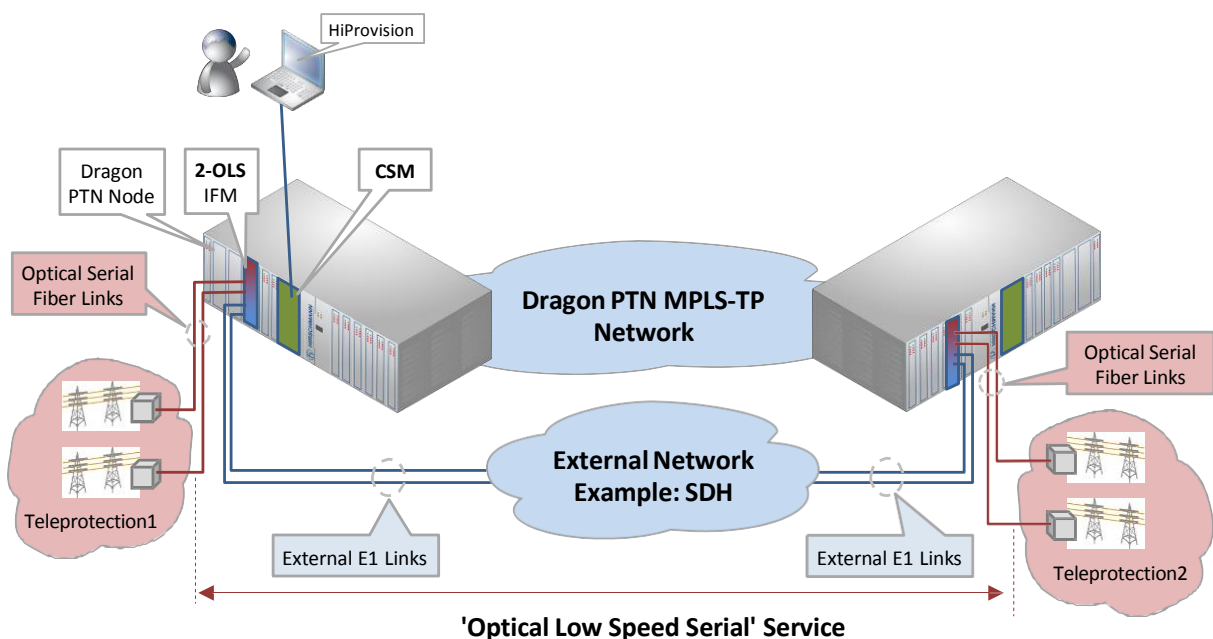 HiProvision
Dragon
PTN Node
2-OLS
IFM
CSM
Optical Serial
Fiber Links
Dragon PTN MPLS-TP
Network
HIRSCHMANN
Optical Serial
Fiber Links
External Network
Example: SDH
Teleprotection1
External E1 Links
External E1 Links
Teleprotection2
'Optical Low Speed Serial' Service